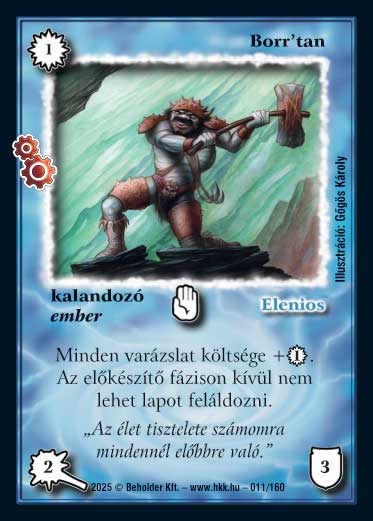 1
Borr'tan
Illusztráció: Gőgös Károly
kalandozó
ember
Elenios
Minden varázslat költsége +1.
Az előkészítő fázison kívül nem
lehet lapot feláldozni.
„Az élet tisztelete számomra
mindennél előbbre való.”
2
3
2025 © Beholder Kft. – www.hkk.hu – 011/160